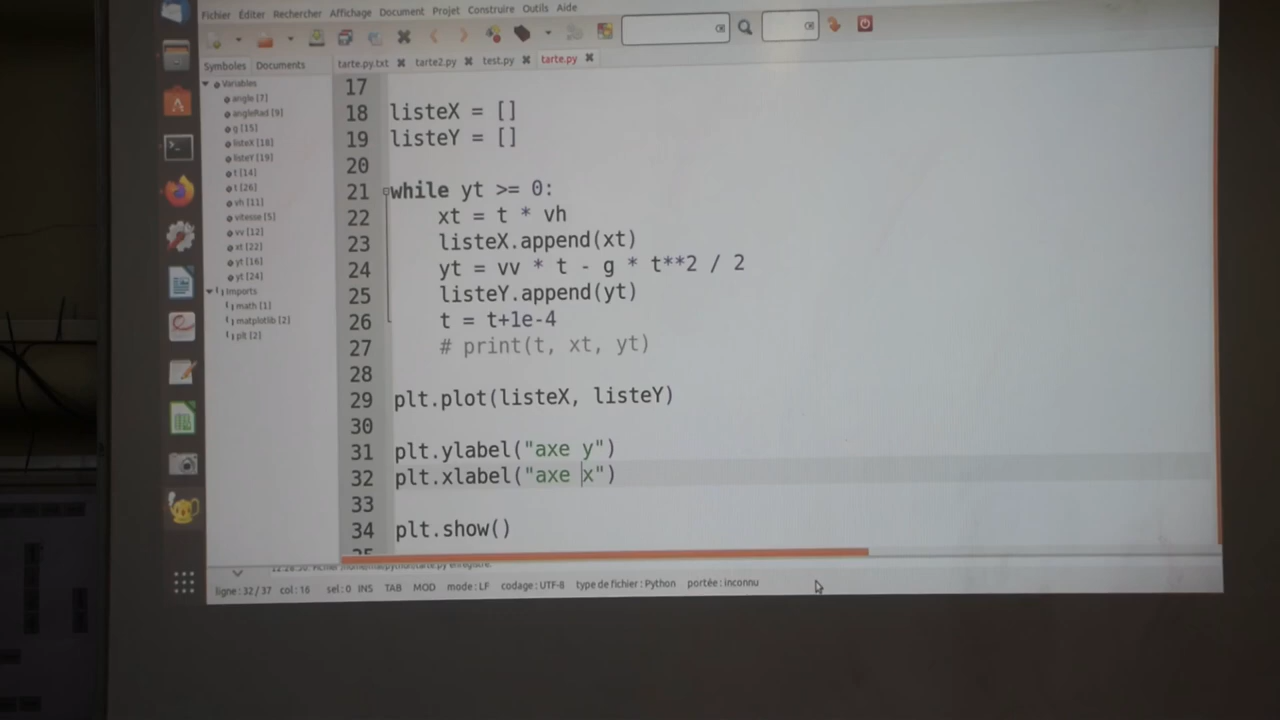 Fichier Éditer Rechercher Affichage Document Projet Construire Outils Aide
Symboles Documents
tarte.py.txt tarte2.py test.py tarte.py
Variables
angle [7]
angleRad [9]
g [15]
listeX [18]
listeY [19]
t [14]
t [26]
vh [11]
vitesse [5]
vv [12]
xt [22]
yt [16]
yt [24]
Imports
math [1]
matplotlib [2]
plt [2]
17
18 listeX = []
19 listeY = []
20
21 while yt >= 0:
22 xt = t * vh
23 listeX.append(xt)
24 yt = vv * t - g * t**2 / 2
25 listeY.append(yt)
26 t = t+1e-4
27 # print(t, xt, yt)
28
29 plt.plot(listeX, listeY)
30
31 plt.ylabel("axe y")
32 plt.xlabel("axe x")
33
34 plt.show()
ligne : 32 / 37 col : 16 sel : 0 INS TAB MOD mode : LF codage : UTF-8 type de fichier : Python portée : inconnu